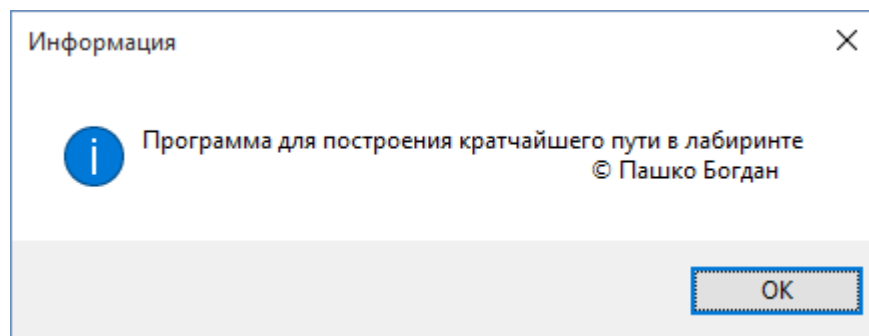 Информация
Программа для построения кратчайшего пути в лабиринте
© Пашко Богдан
OK